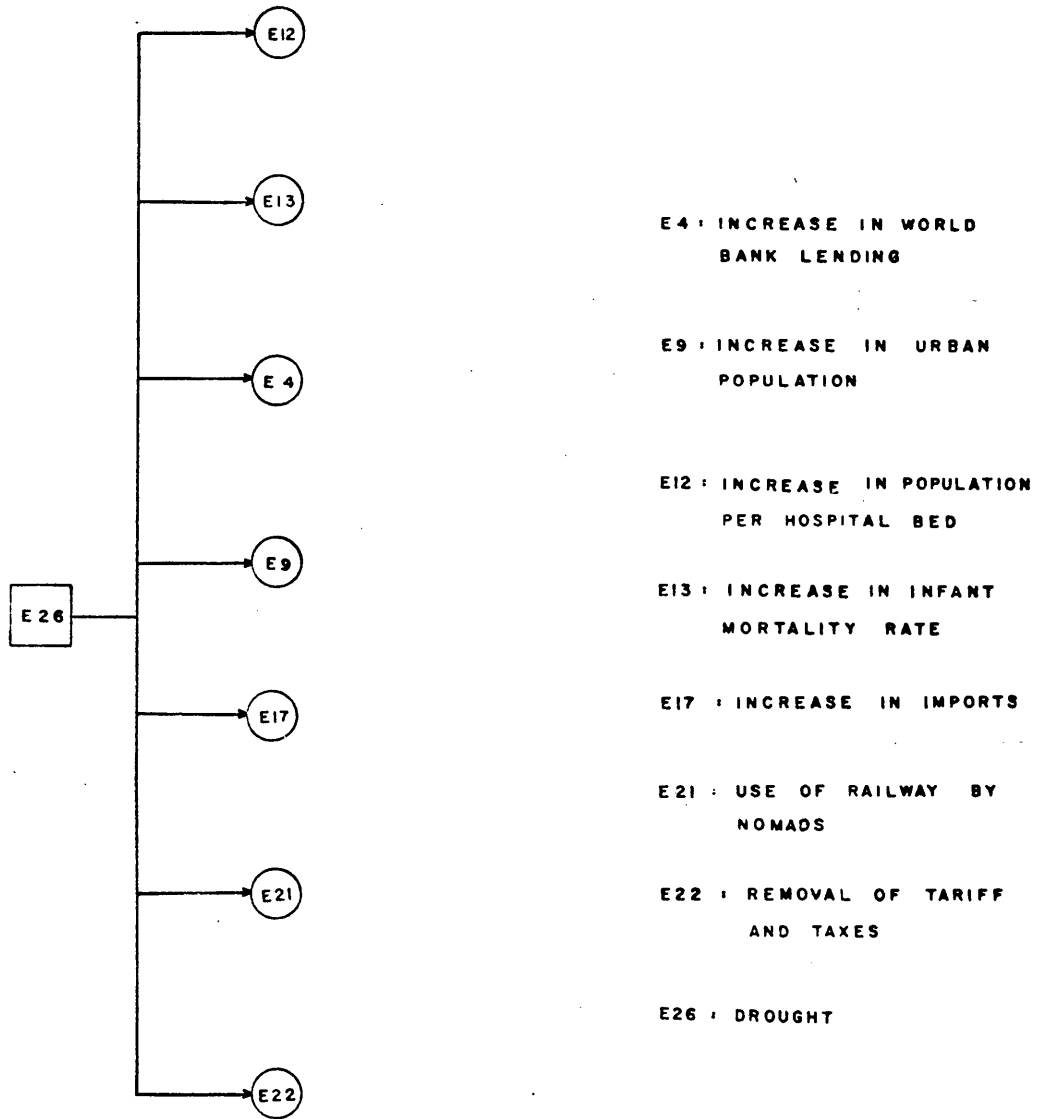 E12
E13
E 4
E9
E 26
E17
E21
E22
E4 : INCREASE IN WORLD
BANK LENDING
E9 : INCREASE IN URBAN
POPULATION
E12 : INCREASE IN POPULATION
PER HOSPITAL BED
E13 : INCREASE IN INFANT
MORTALITY RATE
E17 : INCREASE IN IMPORTS
E21 : USE OF RAILWAY BY
NOMADS
E22 : REMOVAL OF TARIFF
AND TAXES
E26 : DROUGHT